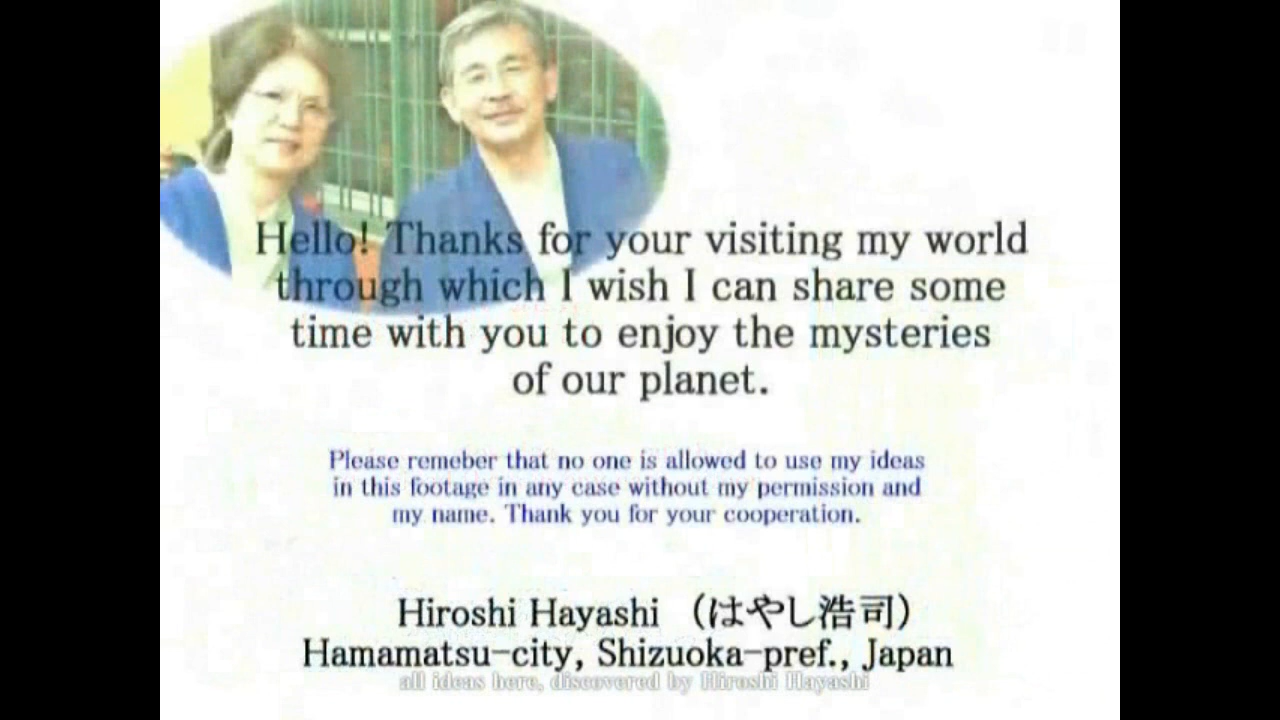 Hello! Thanks for your visiting my world
through which I wish I can share some
time with you to enjoy the mysteries
of our planet.
Please remeber that no one is allowed to use my ideas
in this footage in any case without my permission and
my name. Thank you for your cooperation.
Hiroshi Hayashi （はやし浩司）
Hamamatsu-city, Shizuoka-pref., Japan
all ideas here, discovered by Hiroshi Hayashi